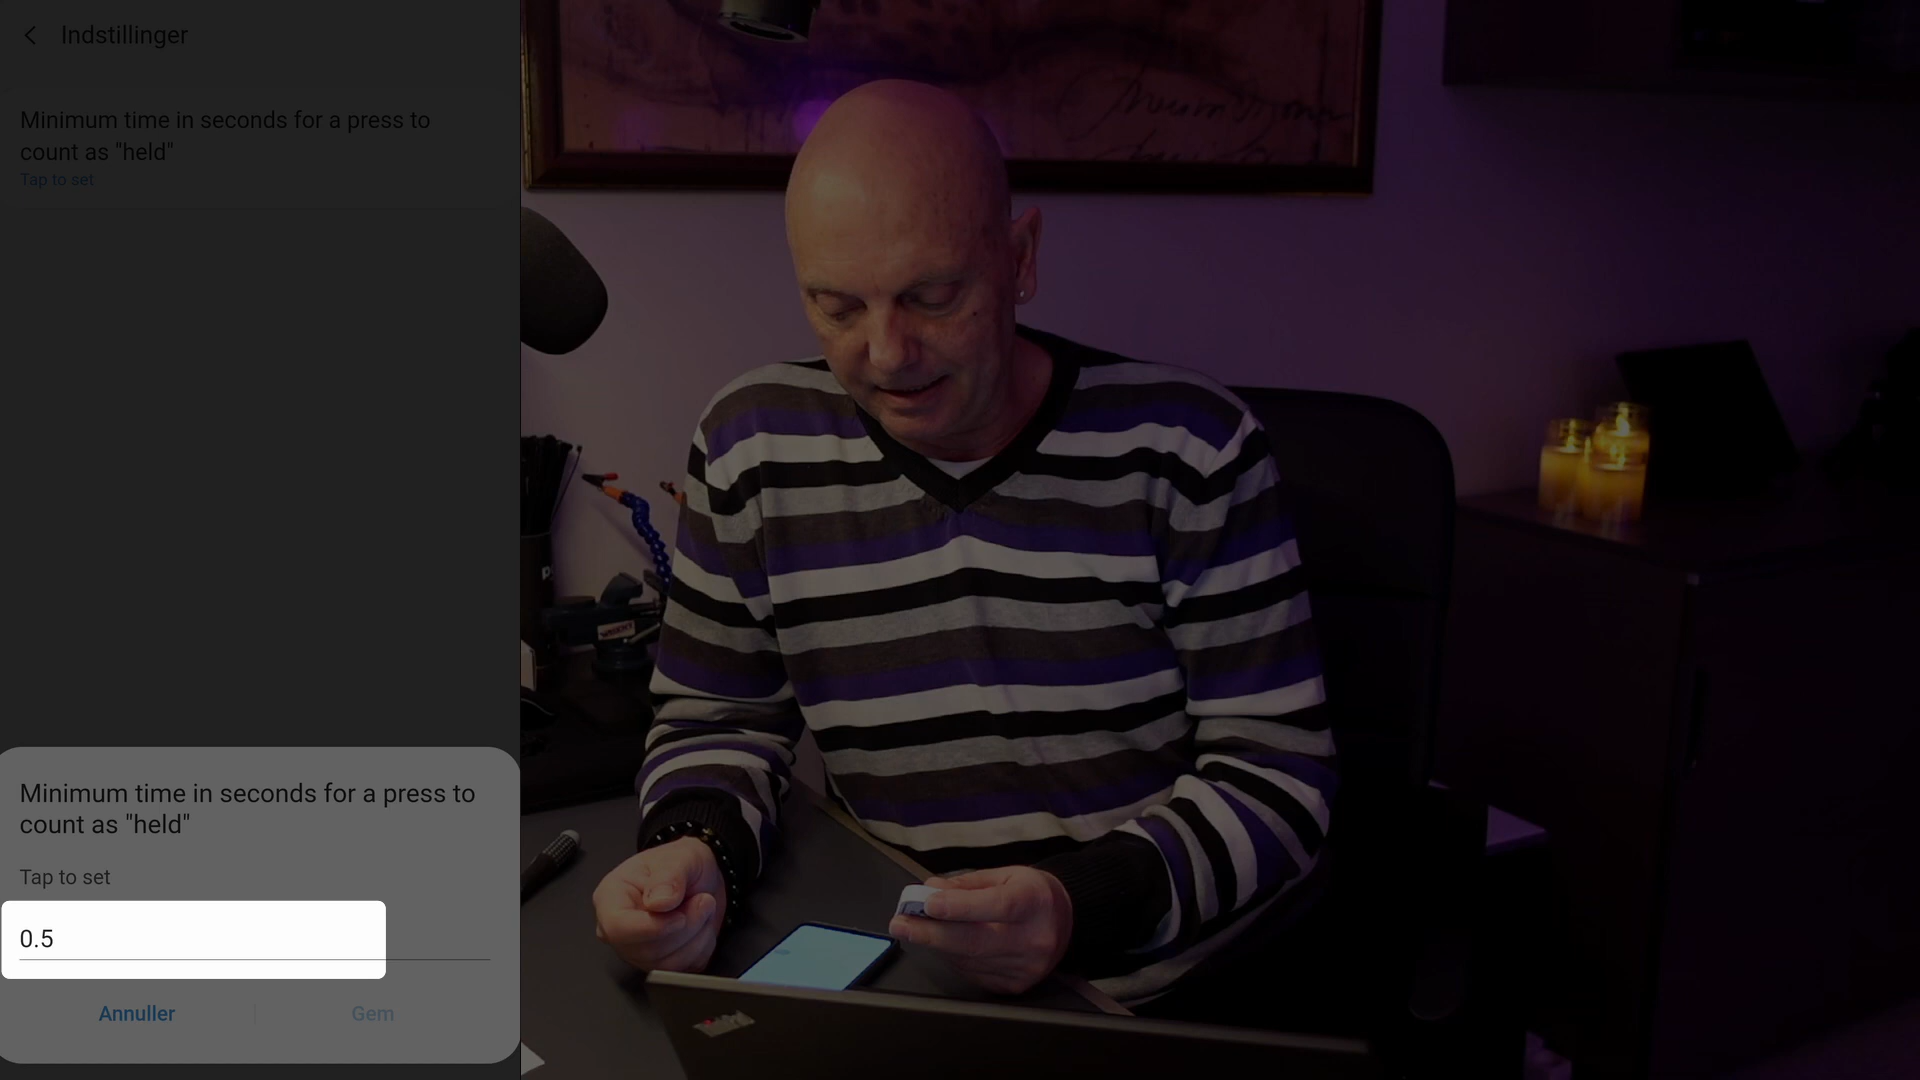 Indstillinger
Minimum time in seconds for a press to
count as "held"
Tap to set
Minimum time in seconds for a press to
count as "held"
Tap to set
0.5
Annuller
Gem